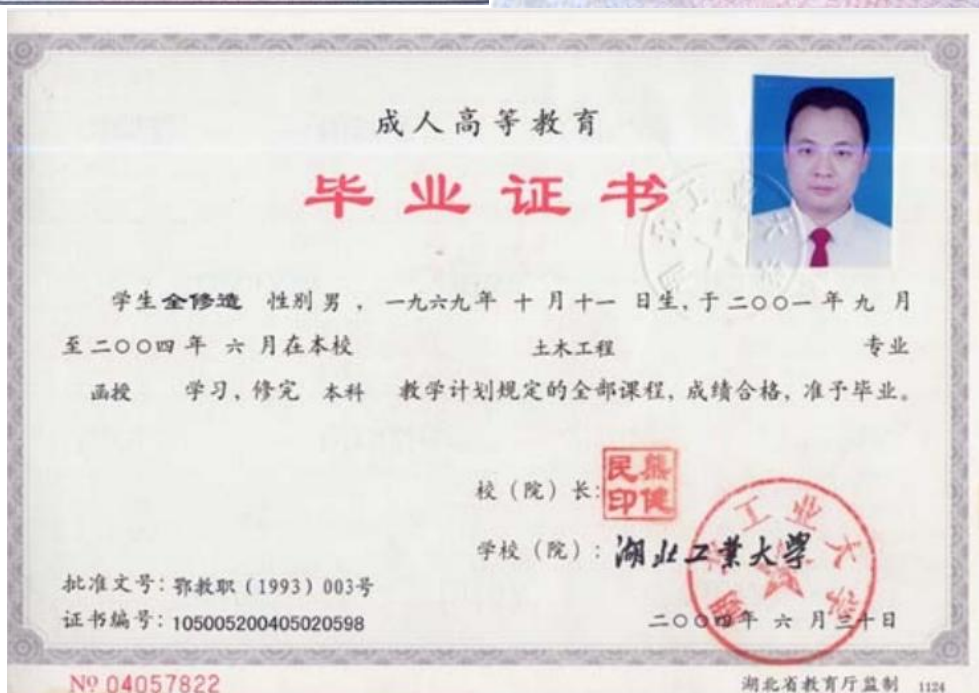 成人高等教育
毕业证书
学生全修造 性别 男 ， 一九六九年 十 月 十一 日生，于 二〇〇一 年 九 月
至 二〇〇四 年 六 月在本校 土木工程 专业
函授 学习，修完 本科 教学计划规定的全部课程，成绩合格，准予毕业。
校（院）长：
民印 熊健
学校（院）：湖北工业大学
批准文号：鄂教职（1993）003号
证书编号：105005200405020598
二〇〇四年 六 月三十日
№ 04057822
湖北省教育厅监制 1124